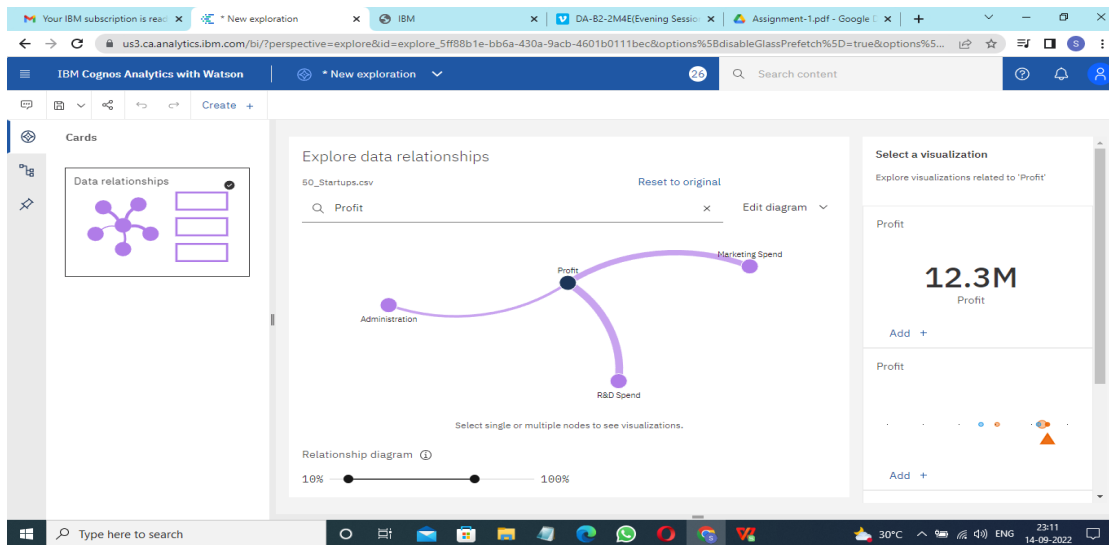 Your IBM subscription is read
* New exploration
IBM
DA-B2-2M4E(Evening Sessio
Assignment-1.pdf - Google D
us3.ca.analytics.ibm.com/bi/?perspective=explore&id=explore_5ff88b1e-bb6a-430a-9acb-4601b0111bec&options%5BdisableGlassPrefetch%5D=true&options%5...
S
IBM Cognos Analytics with Watson
* New exploration
26
Search content
Create +
Cards
Data relationships
Explore data relationships
50_Startups.csv
Reset to original
Profit
Edit diagram
Marketing Spend
Profit
Administration
R&D Spend
Select single or multiple nodes to see visualizations.
Relationship diagram
10%
100%
Select a visualization
Explore visualizations related to 'Profit'
Profit
12.3M
Profit
Add +
Profit
Add +
Type here to search
30°C
ENG
23:11
14-09-2022